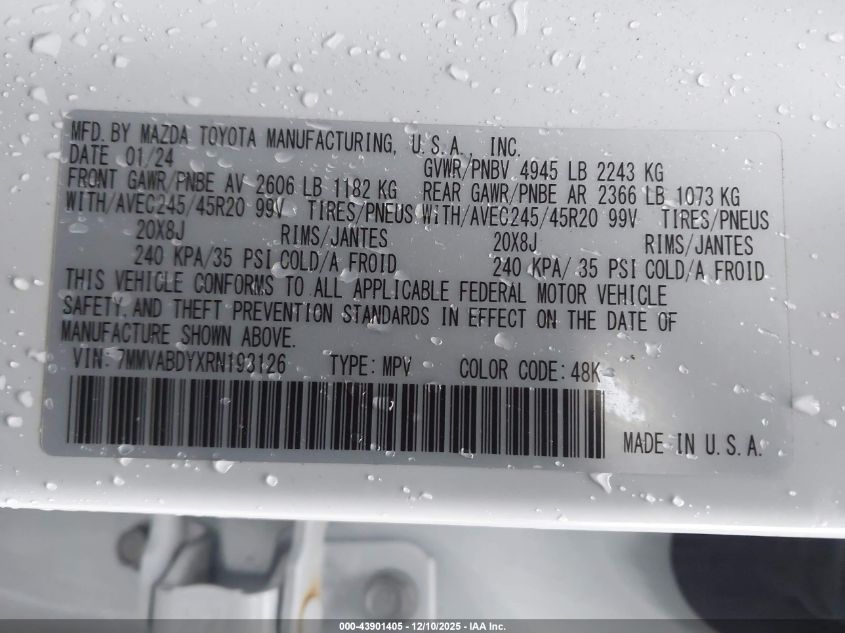 MFD. BY MAZDA TOYOTA MANUFACTURING, U.S.A., INC.
DATE 01/24 GVWR/PNBV 4945 LB 2243 KG
FRONT GAWR/PNBE AV 2606 LB 1182 KG REAR GAWR/PNBE AR 2366 LB 1073 KG
WITH/AVEC245/45R20 99V TIRES/PNEUS WITH/AVEC245/45R20 99V TIRES/PNEUS
20X8J RIMS/JANTES 20X8J RIMS/JANTES
240 KPA/35 PSI COLD/A FROID 240 KPA/35 PSI COLD/A FROID
THIS VEHICLE CONFORMS TO ALL APPLICABLE FEDERAL MOTOR VEHICLE
SAFETY AND THEFT PREVENTION STANDARDS IN EFFECT ON THE DATE OF
MANUFACTURE SHOWN ABOVE.
VIN: 7MMVABDYXRN193126 TYPE: MPV COLOR CODE: 48K
MADE IN U.S.A.
000-43901405 - 12/10/2025 - IAA Inc.